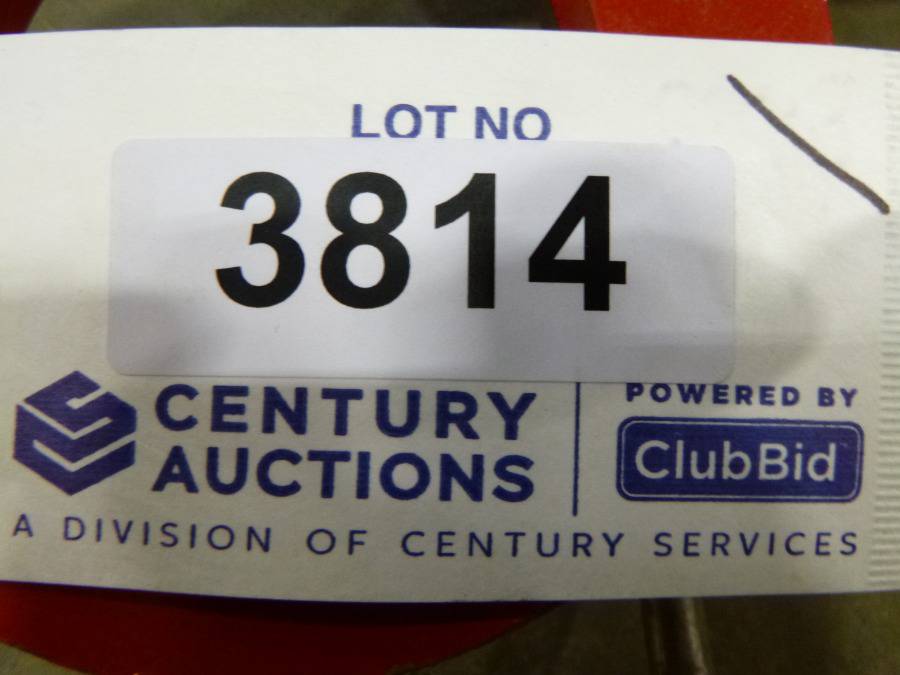 LOT NO
3814
CENTURY
AUCTIONS
POWERED BY
ClubBid
A DIVISION OF CENTURY SERVICES